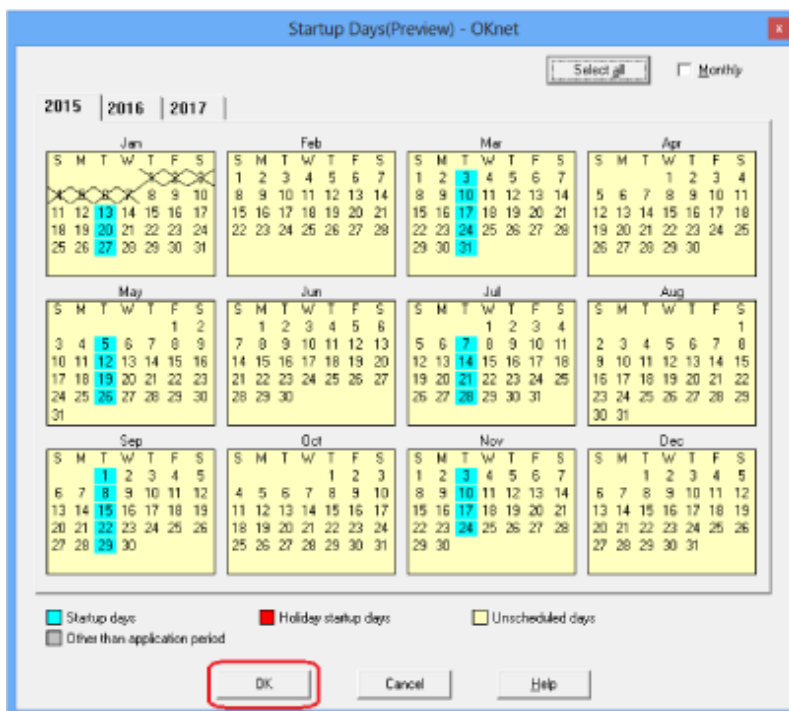 Startup Days(Preview) - OKnet
x
Select all Monthly
2015 2016 2017
Jan Feb Mar Apr
S M T W T F S S M T W T F S S M T W T F S S M T W T F S
1 2 3 1 2 3 4 5 6 7 1 2 3 4 5 6 7 1 2 3 4
4 5 6 7 8 9 10 8 9 10 11 12 13 14 8 9 10 11 12 13 14 5 6 7 8 9 10 11
11 12 13 14 15 16 17 15 16 17 18 19 20 21 15 16 17 18 19 20 21 12 13 14 15 16 17 18
18 19 20 21 22 23 24 22 23 24 25 26 27 28 22 23 24 25 26 27 28 19 20 21 22 23 24 25
25 26 27 28 29 30 31 29 30 31 26 27 28 29 30
May Jun Jul Aug
S M T W T F S S M T W T F S S M T W T F S S M T W T F S
1 2 1 2 3 4 5 6 1 2 3 4 1
3 4 5 6 7 8 9 7 8 9 10 11 12 13 5 6 7 8 9 10 11 2 3 4 5 6 7 8
10 11 12 13 14 15 16 14 15 16 17 18 19 20 12 13 14 15 16 17 18 9 10 11 12 13 14 15
17 18 19 20 21 22 23 21 22 23 24 25 26 27 19 20 21 22 23 24 25 16 17 18 19 20 21 22
24 25 26 27 28 29 30 28 29 30 26 27 28 29 30 31 23 24 25 26 27 28 29
31 30 31
Sep Oct Nov Dec
S M T W T F S S M T W T F S S M T W T F S S M T W T F S
1 2 3 4 5 1 2 3 1 2 3 4 5 6 7 1 2 3 4 5
6 7 8 9 10 11 12 4 5 6 7 8 9 10 8 9 10 11 12 13 14 6 7 8 9 10 11 12
13 14 15 16 17 18 19 11 12 13 14 15 16 17 15 16 17 18 19 20 21 13 14 15 16 17 18 19
20 21 22 23 24 25 26 18 19 20 21 22 23 24 22 23 24 25 26 27 28 20 21 22 23 24 25 26
27 28 29 30 25 26 27 28 29 30 31 29 30 27 28 29 30 31
Startup days Holiday startup days Unscheduled days
Other than application period
OK Cancel Help